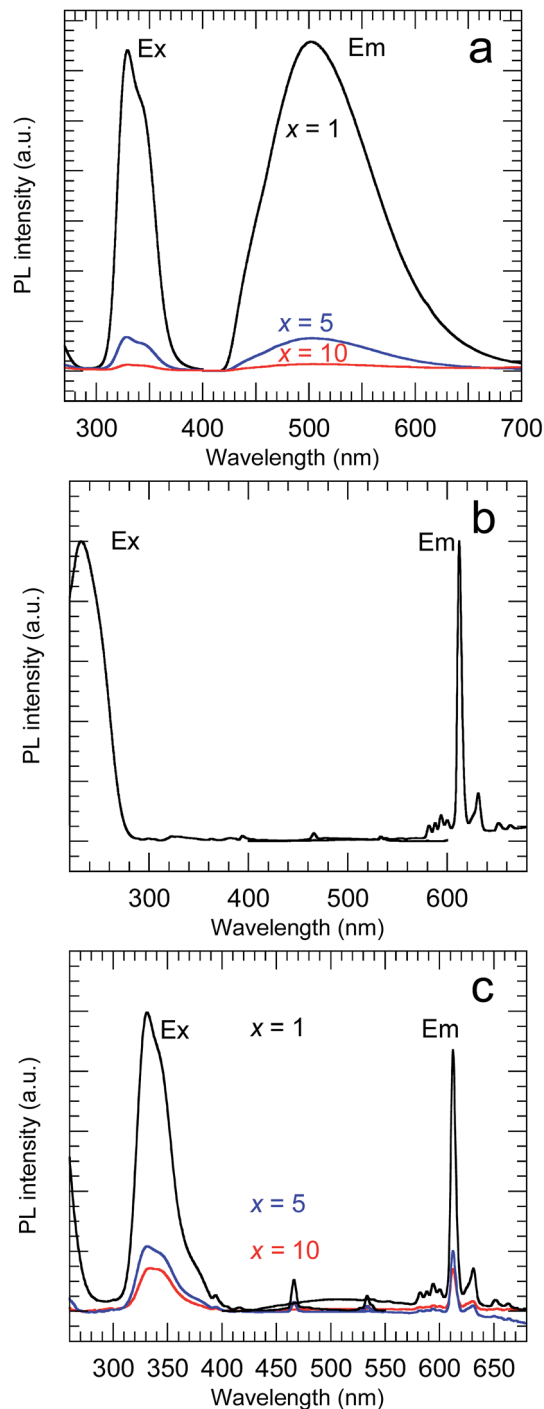 Ex
Em
a
x = 1
x = 5
x = 10
PL intensity (a.u.)
300 400 500 600 700
Wavelength (nm)
Ex
Em
b
PL intensity (a.u.)
300 400 500 600
Wavelength (nm)
Ex
x = 1
Em
c
x = 5
x = 10
PL intensity (a.u.)
300 350 400 450 500 550 600 650
Wavelength (nm)